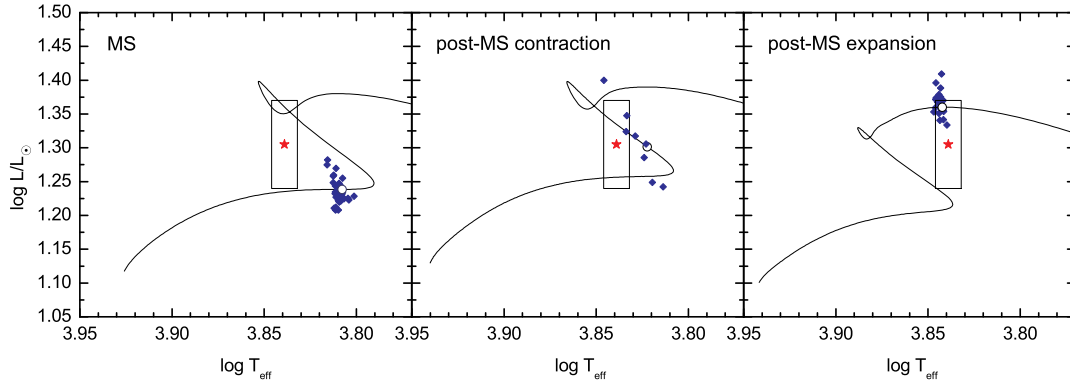 MS
post-MS contraction
post-MS expansion
log L/L☉
1.50
1.45
1.40
1.35
1.30
1.25
1.20
1.15
1.10
1.05
3.95 3.90 3.85 3.80 3.95 3.90 3.85 3.80 3.95 3.90 3.85 3.80
log Teff log Teff log Teff